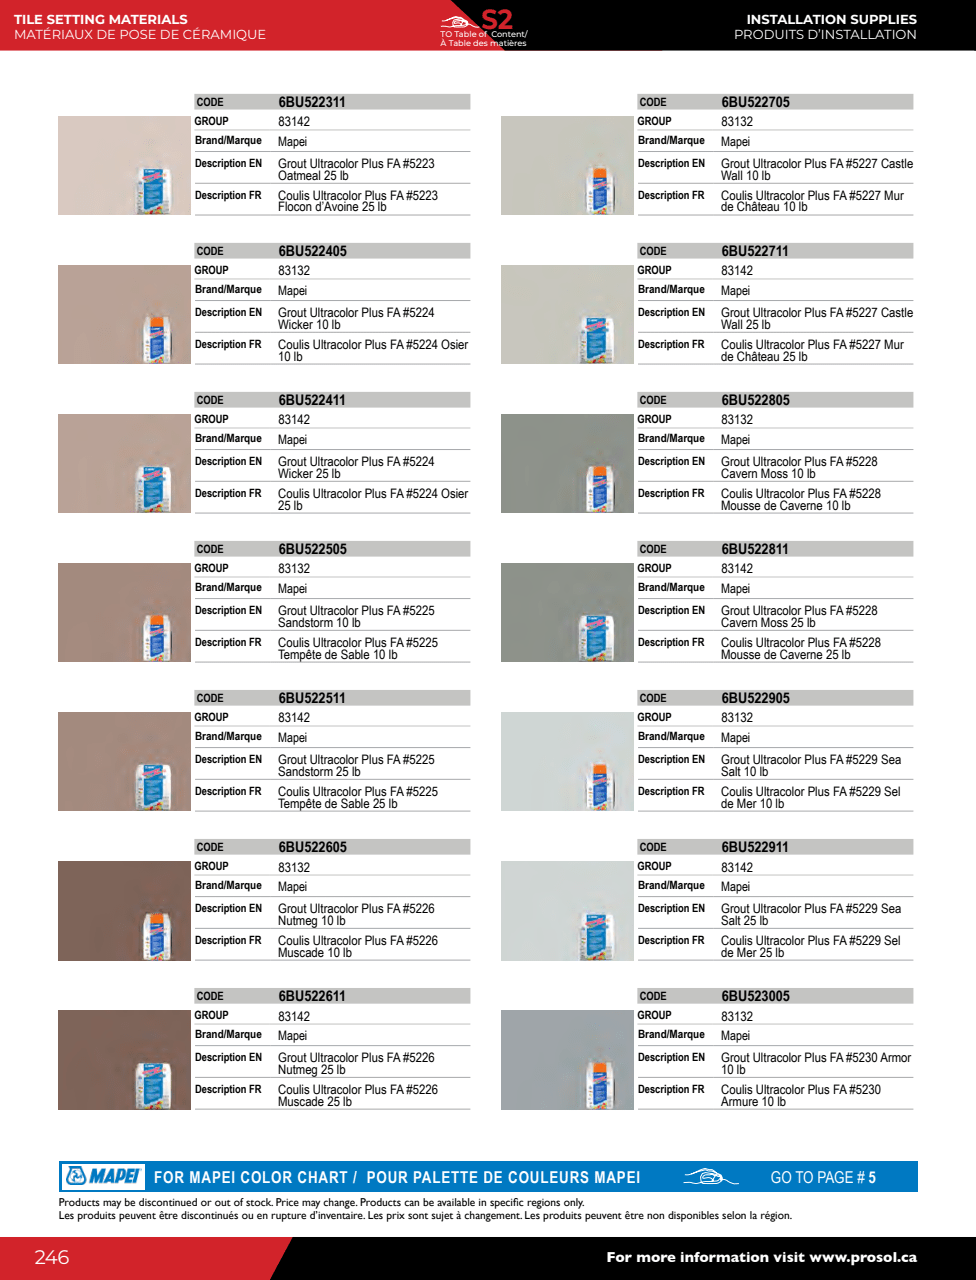 TILE SETTING MATERIALS
MATÉRIAUX DE POSE DE CÉRAMIQUE
S2
TO Table of Content/
À Table des matières
INSTALLATION SUPPLIES
PRODUITS D'INSTALLATION
CODE 6BU522311
GROUP 83142
Brand/Marque Mapei
Description EN Grout Ultracolor Plus FA #5223
Oatmeal 25 lb
Description FR Coulis Ultracolor Plus FA #5223
Flocon d'Avoine 25 lb
CODE 6BU522405
GROUP 83132
Brand/Marque Mapei
Description EN Grout Ultracolor Plus FA #5224
Wicker 10 lb
Description FR Coulis Ultracolor Plus FA #5224 Osier
10 lb
CODE 6BU522411
GROUP 83142
Brand/Marque Mapei
Description EN Grout Ultracolor Plus FA #5224
Wicker 25 lb
Description FR Coulis Ultracolor Plus FA #5224 Osier
25 lb
CODE 6BU522505
GROUP 83132
Brand/Marque Mapei
Description EN Grout Ultracolor Plus FA #5225
Sandstorm 10 lb
Description FR Coulis Ultracolor Plus FA #5225
Tempête de Sable 10 lb
CODE 6BU522511
GROUP 83142
Brand/Marque Mapei
Description EN Grout Ultracolor Plus FA #5225
Sandstorm 25 lb
Description FR Coulis Ultracolor Plus FA #5225
Tempête de Sable 25 lb
CODE 6BU522605
GROUP 83132
Brand/Marque Mapei
Description EN Grout Ultracolor Plus FA #5226
Nutmeg 10 lb
Description FR Coulis Ultracolor Plus FA #5226
Muscade 10 lb
CODE 6BU522611
GROUP 83142
Brand/Marque Mapei
Description EN Grout Ultracolor Plus FA #5226
Nutmeg 25 lb
Description FR Coulis Ultracolor Plus FA #5226
Muscade 25 lb
CODE 6BU522705
GROUP 83132
Brand/Marque Mapei
Description EN Grout Ultracolor Plus FA #5227 Castle
Wall 10 lb
Description FR Coulis Ultracolor Plus FA #5227 Mur
de Château 10 lb
CODE 6BU522711
GROUP 83142
Brand/Marque Mapei
Description EN Grout Ultracolor Plus FA #5227 Castle
Wall 25 lb
Description FR Coulis Ultracolor Plus FA #5227 Mur
de Château 25 lb
CODE 6BU522805
GROUP 83132
Brand/Marque Mapei
Description EN Grout Ultracolor Plus FA #5228
Cavern Moss 10 lb
Description FR Coulis Ultracolor Plus FA #5228
Mousse de Caverne 10 lb
CODE 6BU522811
GROUP 83142
Brand/Marque Mapei
Description EN Grout Ultracolor Plus FA #5228
Cavern Moss 25 lb
Description FR Coulis Ultracolor Plus FA #5228
Mousse de Caverne 25 lb
CODE 6BU522905
GROUP 83132
Brand/Marque Mapei
Description EN Grout Ultracolor Plus FA #5229 Sea
Salt 10 lb
Description FR Coulis Ultracolor Plus FA #5229 Sel
de Mer 10 lb
CODE 6BU522911
GROUP 83142
Brand/Marque Mapei
Description EN Grout Ultracolor Plus FA #5229 Sea
Salt 25 lb
Description FR Coulis Ultracolor Plus FA #5229 Sel
de Mer 25 lb
CODE 6BU523005
GROUP 83132
Brand/Marque Mapei
Description EN Grout Ultracolor Plus FA #5230 Armor
10 lb
Description FR Coulis Ultracolor Plus FA #5230
Armure 10 lb
MAPEI FOR MAPEI COLOR CHART / POUR PALETTE DE COULEURS MAPEI GO TO PAGE # 5
Products may be discontinued or out of stock. Price may change. Products can be available in specific regions only.
Les produits peuvent être discontinués ou en rupture d'inventaire. Les prix sont sujet à changement. Les produits peuvent être non disponibles selon la région.
246
For more information visit www.prosol.ca